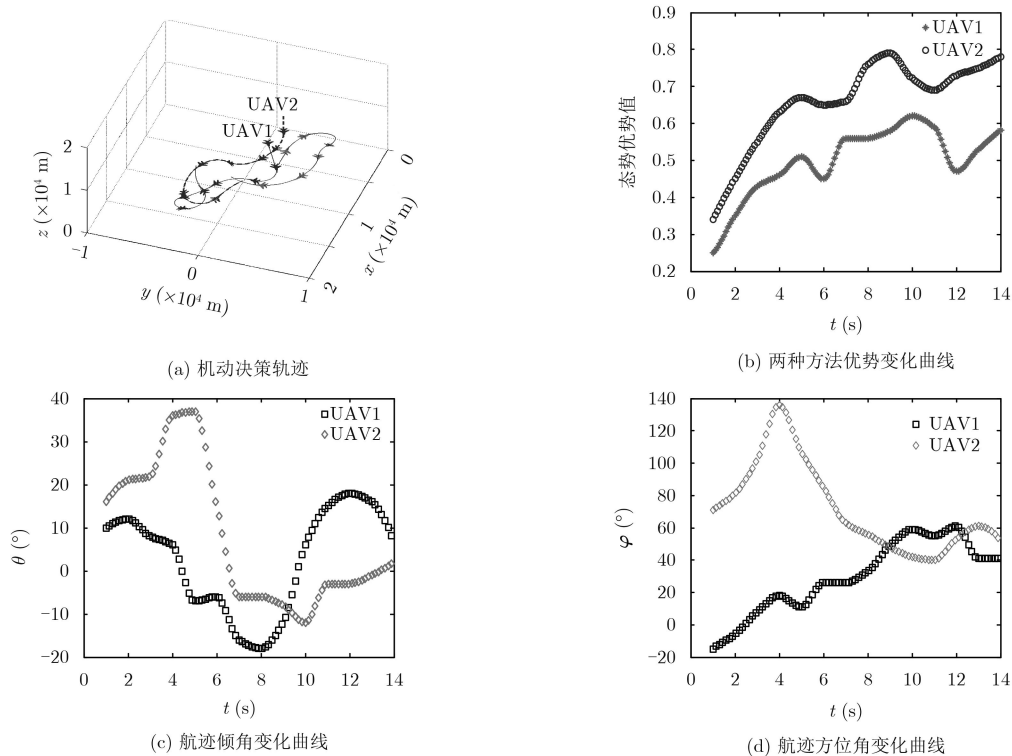 UAV2
UAV1
2
1
0
z (×10⁴ m)
−1
0
1
y (×10⁴ m)
2
1
0
x (×10⁴ m)
(a) 机动决策轨迹
0.9
0.8
0.7
0.6
0.5
0.4
0.3
0.2
态势优势值
UAV1
UAV2
0 2 4 6 8 10 12 14
t (s)
(b) 两种方法优势变化曲线
40
30
20
10
0
−10
−20
θ (°)
UAV1
UAV2
0 2 4 6 8 10 12 14
t (s)
(c) 航迹倾角变化曲线
140
120
100
80
60
40
20
0
−20
φ (°)
UAV1
UAV2
0 2 4 6 8 10 12 14
t (s)
(d) 航迹方位角变化曲线